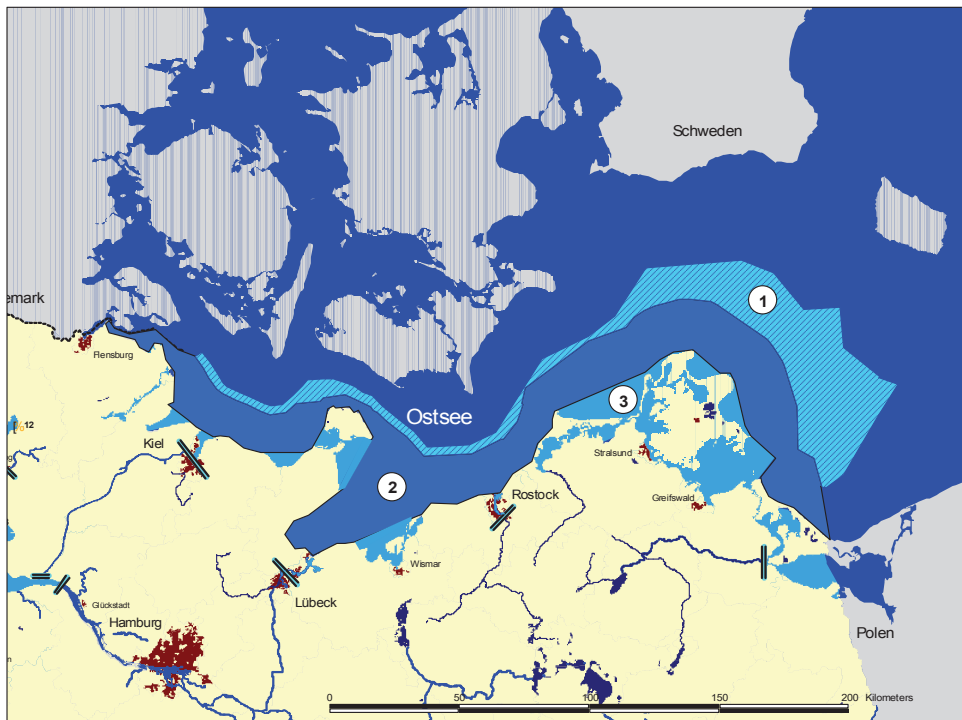 Schweden
1
emark
Flensburg
Ostsee
3
12
Kiel
Stralsund
2
Rostock
Greifswald
Wismar
Lübeck
Glückstadt
Hamburg
Polen
0 50 100 150 200 Kilometers